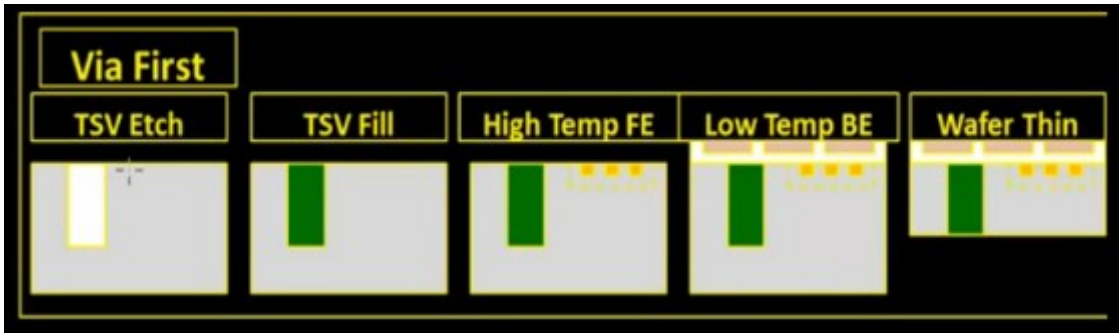 Via First
TSV Etch
TSV Fill
High Temp FE
Low Temp BE
Wafer Thin